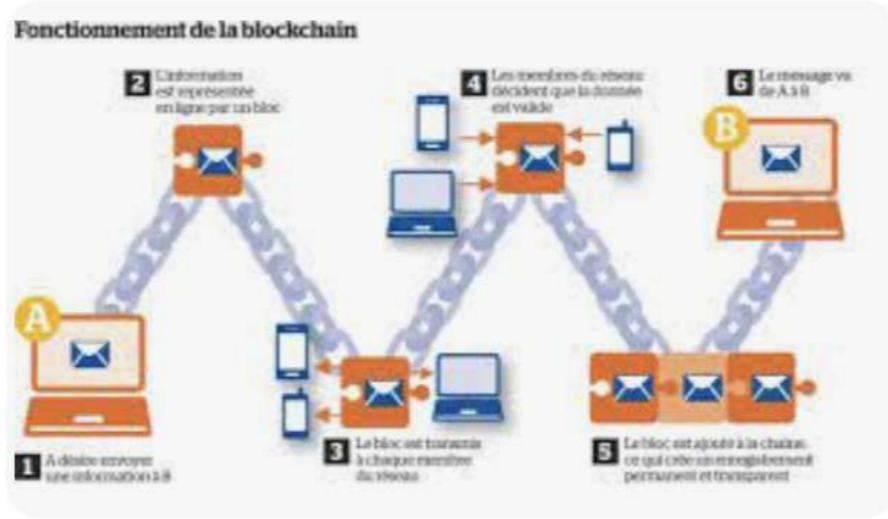 Fonctionnement de la blockchain
2 L'information
est représentée
en ligne par un bloc
4 Les membres du réseau
décident que la donnée
est valide
6 Le message va
de A à B
B
A
1 A désire envoyer
une information à B
3 Le bloc est transmis
à chaque membre
du réseau
5 Le bloc est ajouté à la chaîne,
ce qui crée un enregistrement
permanent et transparent